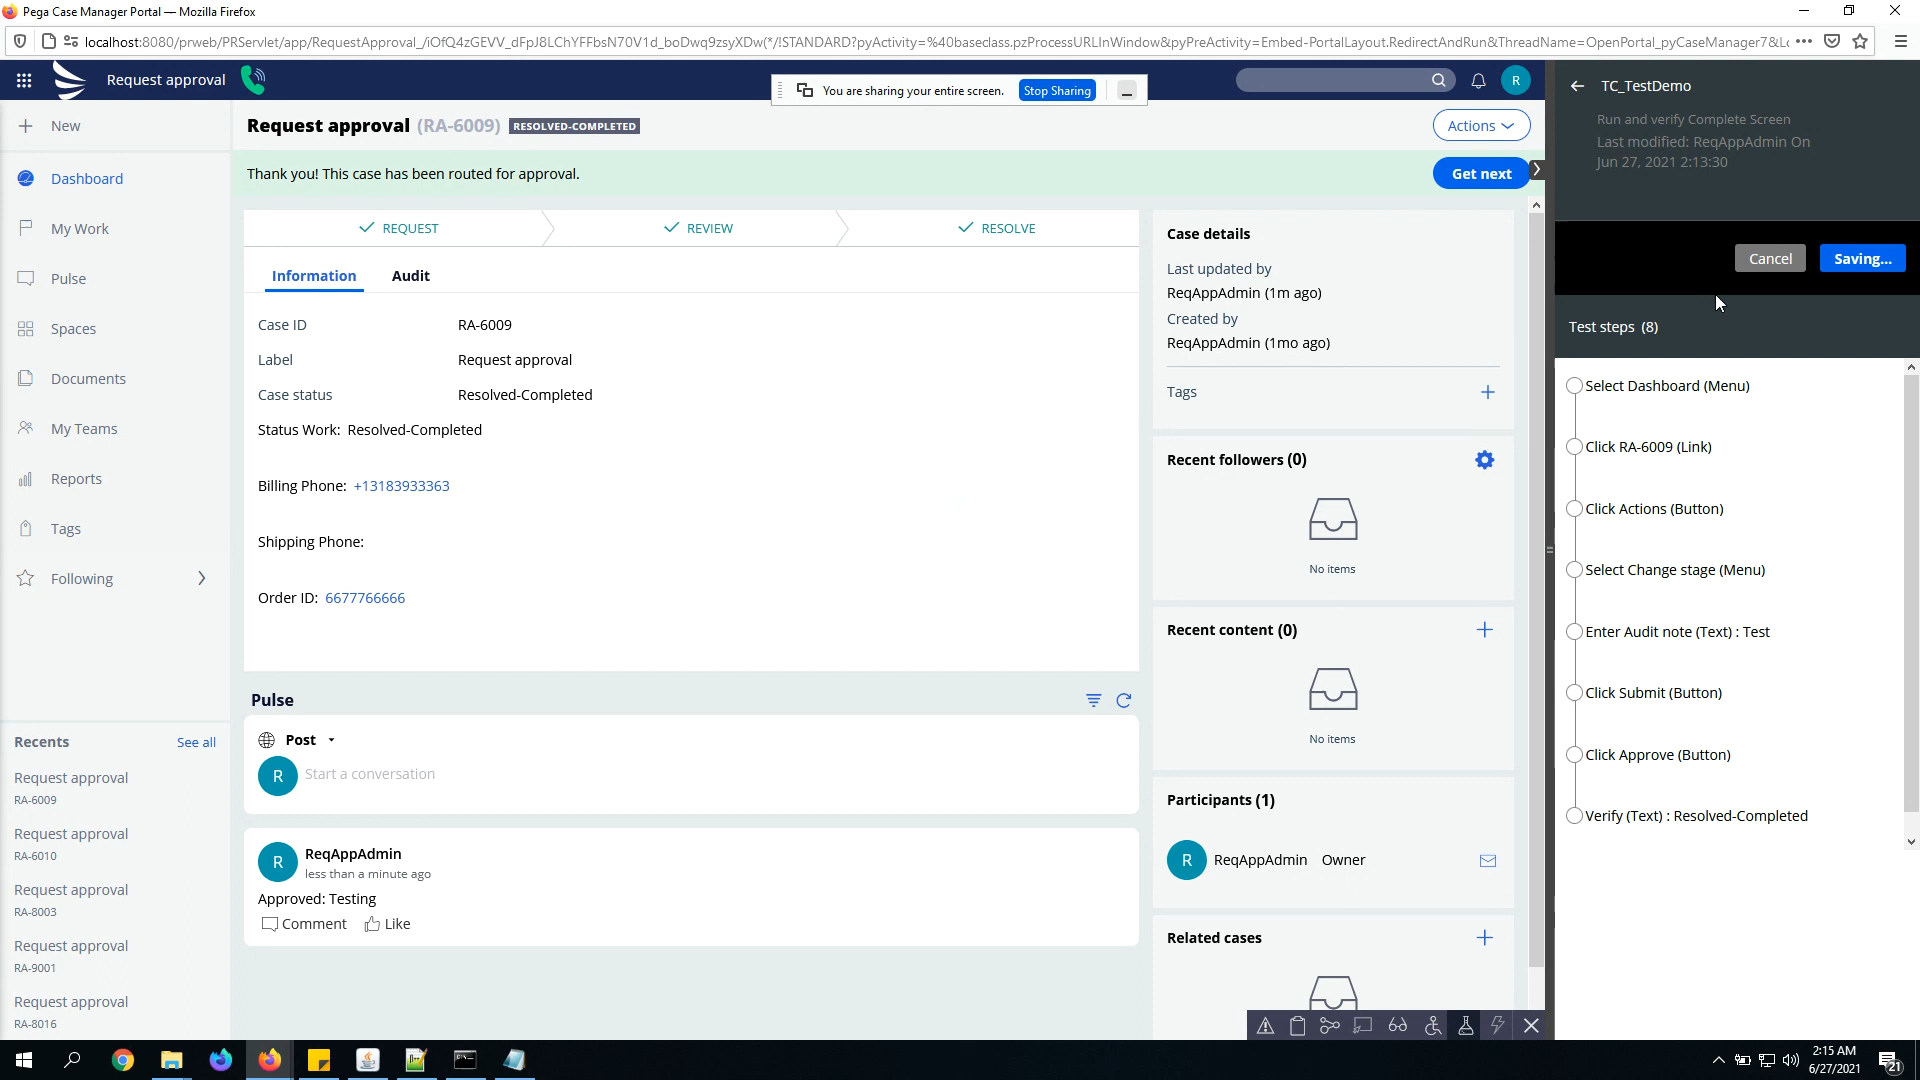 Pega Case Manager Portal — Mozilla Firefox
localhost:8080/prweb/PRServlet/app/RequestApproval_/iOfQ4zGEVV_dFpJ8LChYFFbsN70V1d_boDwq9zsyXDw(*/!STANDARD?pyActivity=%40baseclass.pzProcessURLInWindow&pyPreActivity=Embed-PortalLayout.RedirectAndRun&ThreadName=OpenPortal_pyCaseManager7&Lo
Request approval
You are sharing your entire screen.
Stop Sharing
R
New
Dashboard
My Work
Pulse
Spaces
Documents
My Teams
Reports
Tags
Following
Recents
See all
Request approval
RA-6009
Request approval
RA-6010
Request approval
RA-8003
Request approval
RA-9001
Request approval
RA-8016
Request approval (RA-6009) RESOLVED-COMPLETED
Actions
Thank you! This case has been routed for approval.
Get next
REQUEST
REVIEW
RESOLVE
Information
Audit
Case ID RA-6009
Label Request approval
Case status Resolved-Completed
Status Work: Resolved-Completed
Billing Phone: +13183933363
Shipping Phone:
Order ID: 6677766666
Pulse
Post
R
Start a conversation
R
ReqAppAdmin
less than a minute ago
Approved: Testing
Comment
Like
Case details
Last updated by
ReqAppAdmin (1m ago)
Created by
ReqAppAdmin (1mo ago)
Tags
Recent followers (0)
No items
Recent content (0)
No items
Participants (1)
R
ReqAppAdmin Owner
Related cases
TC_TestDemo
Run and verify Complete Screen
Last modified: ReqAppAdmin On
Jun 27, 2021 2:13:30
Cancel
Saving...
Test steps (8)
Select Dashboard (Menu)
Click RA-6009 (Link)
Click Actions (Button)
Select Change stage (Menu)
Enter Audit note (Text) : Test
Click Submit (Button)
Click Approve (Button)
Verify (Text) : Resolved-Completed
2:15 AM
6/27/2021
21